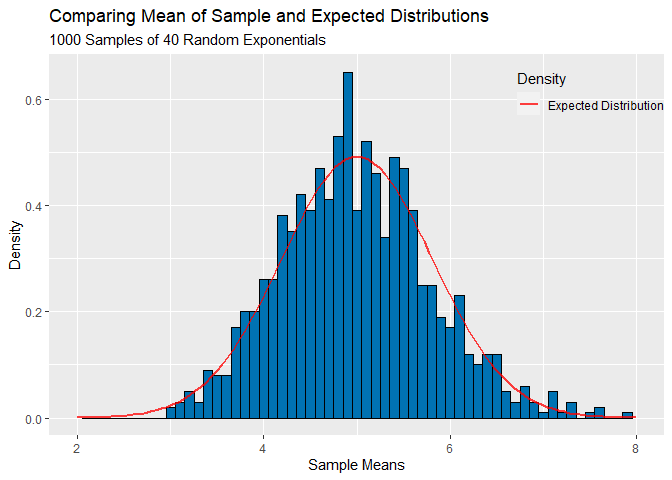 Comparing Mean of Sample and Expected Distributions
1000 Samples of 40 Random Exponentials
Density
Expected Distribution
0.6
0.4
0.2
0.0
Density
2
4
6
8
Sample Means